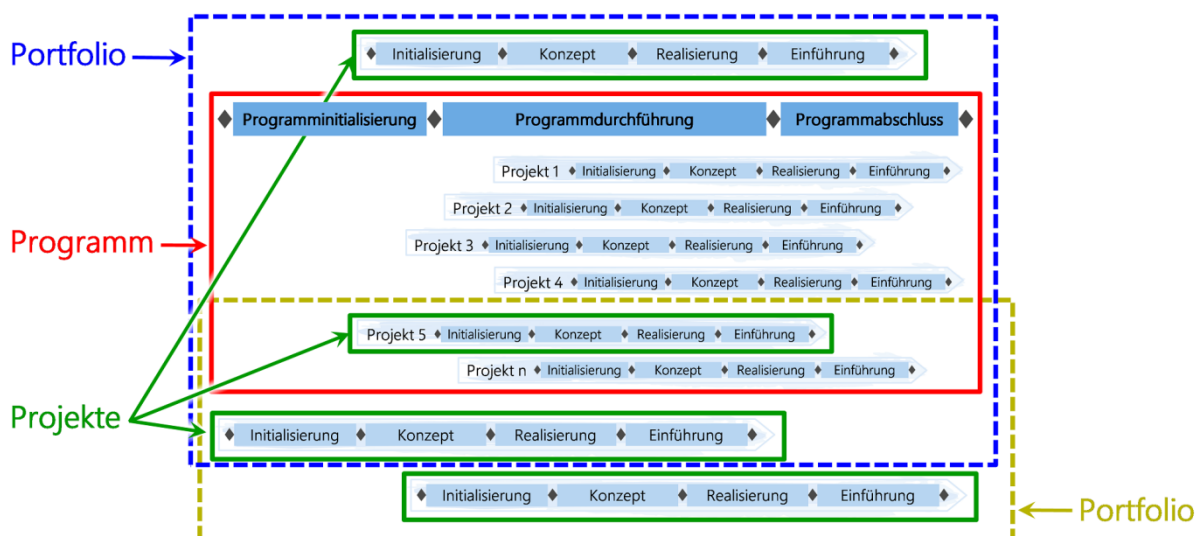 Portfolio
Initialisierung Konzept Realisierung Einführung
Programminitialisierung Programmdurchführung Programmabschluss
Projekt 1 Initialisierung Konzept Realisierung Einführung
Projekt 2 Initialisierung Konzept Realisierung Einführung
Programm
Projekt 3 Initialisierung Konzept Realisierung Einführung
Projekt 4 Initialisierung Konzept Realisierung Einführung
Projekt 5 Initialisierung Konzept Realisierung Einführung
Projekt n Initialisierung Konzept Realisierung Einführung
Projekte
Initialisierung Konzept Realisierung Einführung
Initialisierung Konzept Realisierung Einführung
Portfolio